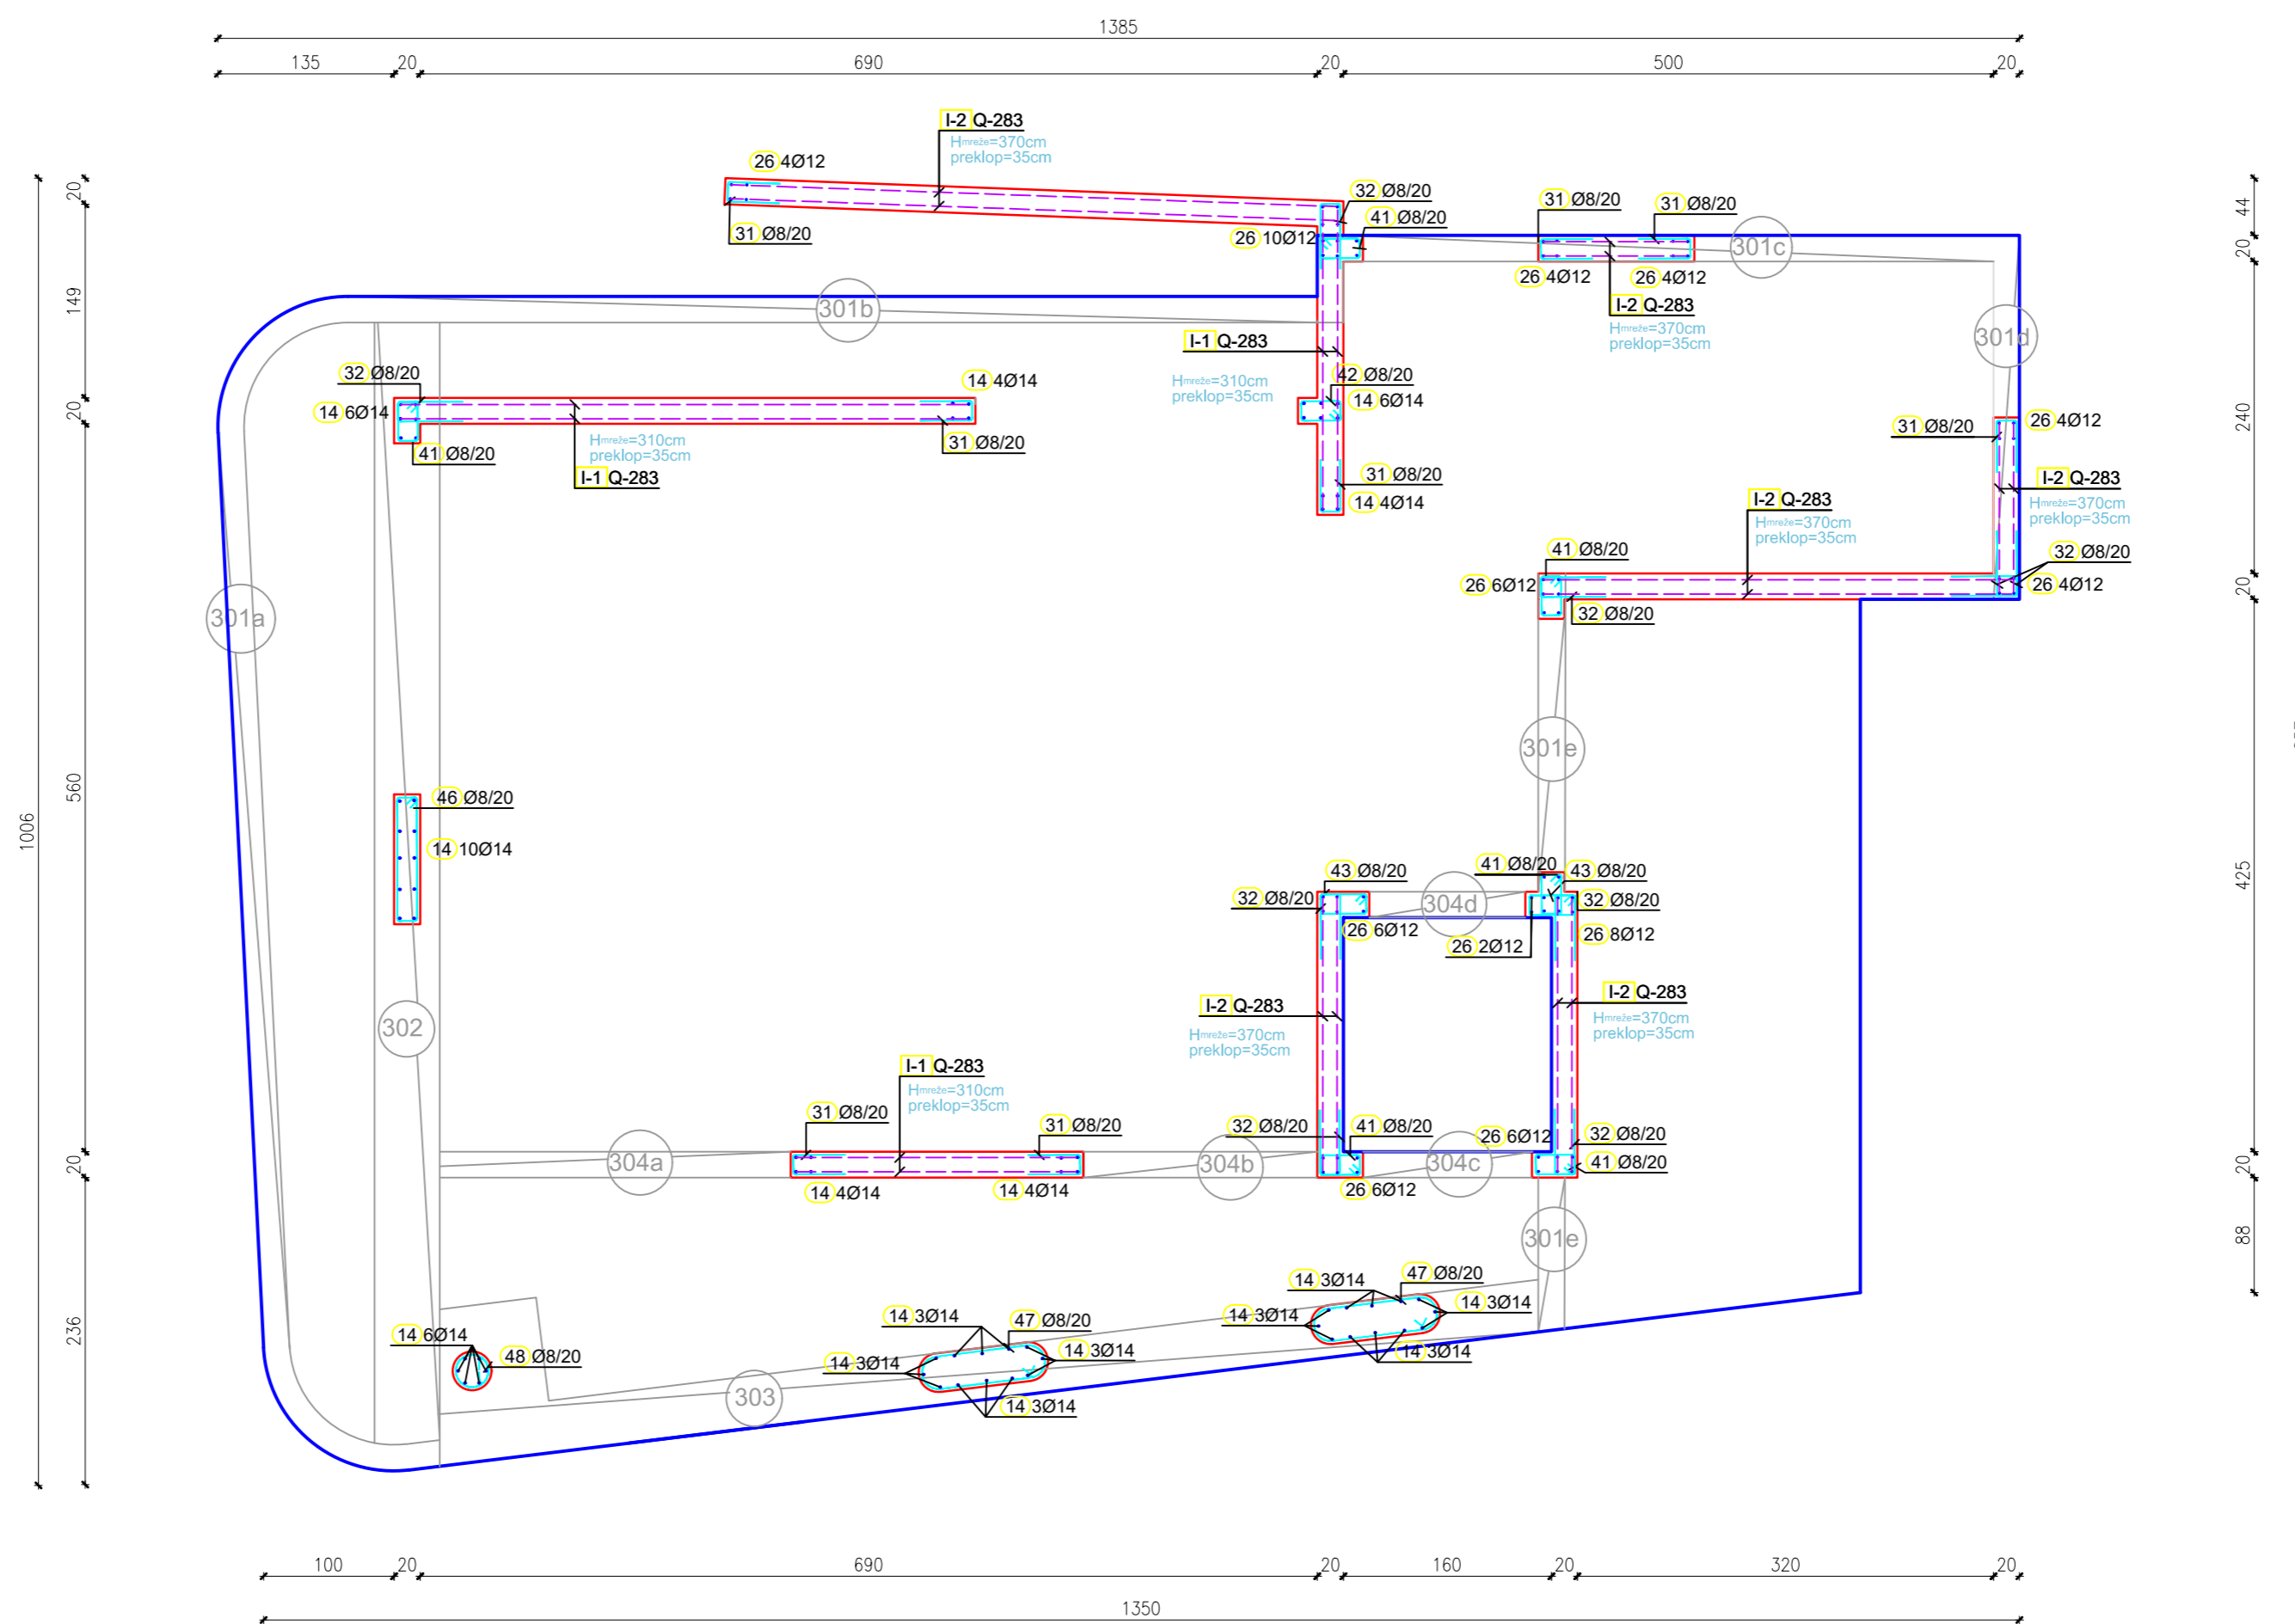 1385
135
20
690
20
500
20
I-2 Q-283
Hmreže=370cm
preklop=35cm
26 4Ø12
31 Ø8/20
32 Ø8/20
41 Ø8/20
26 10Ø12
31 Ø8/20
31 Ø8/20
301c
26 4Ø12
26 4Ø12
I-2 Q-283
Hmreže=370cm
preklop=35cm
301b
301d
I-1 Q-283
Hmreže=310cm
preklop=35cm
42 Ø8/20
14 6Ø14
32 Ø8/20
14 6Ø14
41 Ø8/20
14 4Ø14
Hmreže=310cm
preklop=35cm
I-1 Q-283
31 Ø8/20
31 Ø8/20
14 4Ø14
31 Ø8/20
26 4Ø12
I-2 Q-283
Hmreže=370cm
preklop=35cm
I-2 Q-283
Hmreže=370cm
preklop=35cm
32 Ø8/20
26 4Ø12
41 Ø8/20
26 6Ø12
32 Ø8/20
301a
301e
46 Ø8/20
14 10Ø14
43 Ø8/20
32 Ø8/20
26 6Ø12
304d
41 Ø8/20
43 Ø8/20
32 Ø8/20
26 2Ø12
26 8Ø12
I-2 Q-283
Hmreže=370cm
preklop=35cm
I-2 Q-283
Hmreže=370cm
preklop=35cm
302
I-1 Q-283
Hmreže=310cm
preklop=35cm
31 Ø8/20
31 Ø8/20
32 Ø8/20
41 Ø8/20
26 6Ø12
32 Ø8/20
41 Ø8/20
304a
304b
304c
14 4Ø14
14 4Ø14
26 6Ø12
301e
14 3Ø14
47 Ø8/20
14 3Ø14
14 3Ø14
14 3Ø14
14 3Ø14
47 Ø8/20
14 3Ø14
14 3Ø14
14 3Ø14
14 6Ø14
48 Ø8/20
303
20
149
20
560
20
236
1006
44
20
240
20
425
20
88
100
20
690
20
160
20
320
20
1350